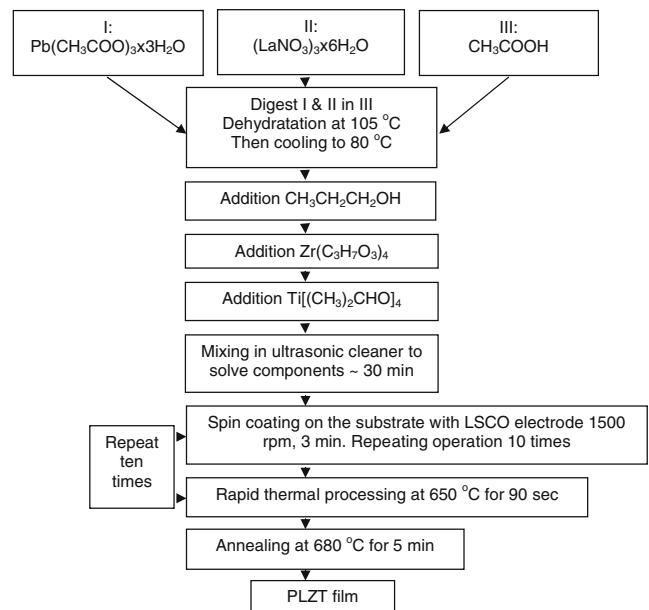 I:
Pb(CH₃COO)₃x3H₂O
II:
(LaNO₃)₃x6H₂O
III:
CH₃COOH
Digest I & II in III
Dehydratation at 105 °C
Then cooling to 80 °C
Addition CH₃CH₂CH₂OH
Addition Zr(C₃H₇O₃)₄
Addition Ti[(CH₃)₂CHO]₄
Mixing in ultrasonic cleaner to
solve components ~ 30 min
Repeat
ten
times
Spin coating on the substrate with LSCO electrode 1500
rpm, 3 min. Repeating operation 10 times
Rapid thermal processing at 650 °C for 90 sec
Annealing at 680 °C for 5 min
PLZT film